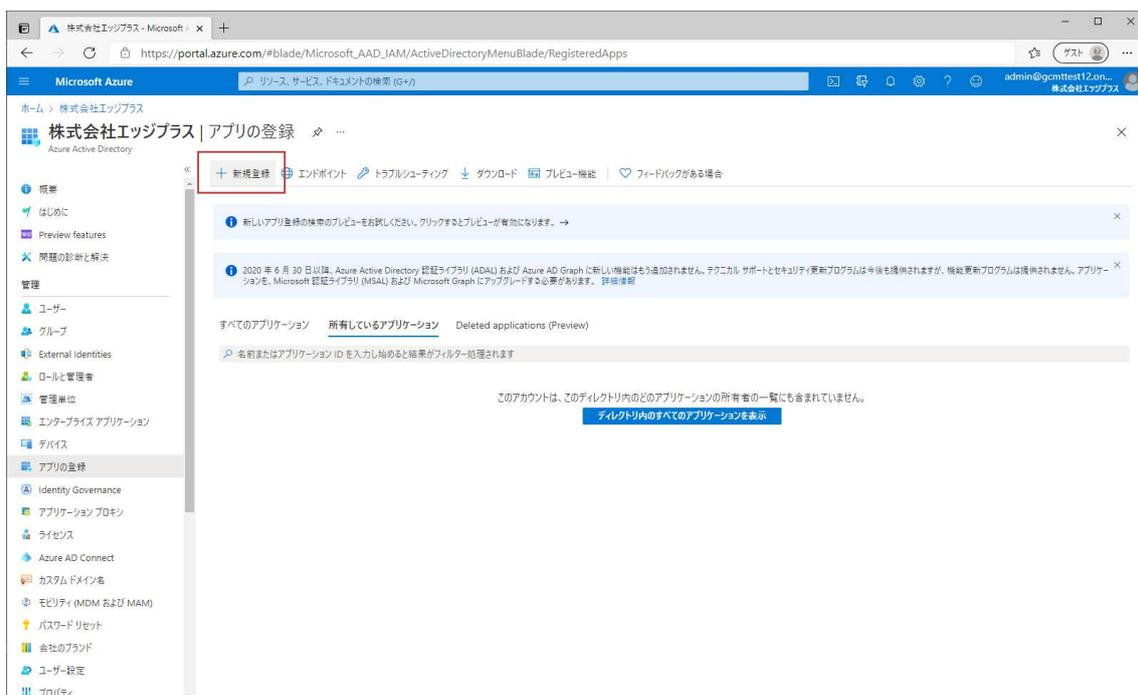 株式会社エッジプラス - Microsoft A
https://portal.azure.com/#blade/Microsoft_AAD_IAM/ActiveDirectoryMenuBlade/RegisteredApps
ゲスト
Microsoft Azure
リソース、サービス、ドキュメントの検索 (G+/)
admin@gcmttest12.on...
株式会社エッジプラス
ホーム > 株式会社エッジプラス
株式会社エッジプラス | アプリの登録
Azure Active Directory
新規登録 エンドポイント トラブルシューティング ダウンロード プレビュー機能 フィードバックがある場合
概要
はじめに
Preview features
問題の診断と解決
管理
ユーザー
グループ
External Identities
ロールと管理者
管理単位
エンタープライズ アプリケーション
デバイス
アプリの登録
Identity Governance
アプリケーション プロキシ
ライセンス
Azure AD Connect
カスタム ドメイン名
モビリティ (MDM および MAM)
パスワード リセット
会社のブランド
ユーザー設定
プロパティ
新しいアプリ登録の検索のプレビューをお試しください。クリックするとプレビューが有効になります。→
2020 年 6 月 30 日以降、Azure Active Directory 認証ライブラリ (ADAL) および Azure AD Graph に新しい機能はもう追加されません。テクニカル サポートとセキュリティ更新プログラムは今後も提供されますが、機能更新プログラムは提供されません。アプリケー
ションを、Microsoft 認証ライブラリ (MSAL) および Microsoft Graph にアップグレードする必要があります。 詳細情報
すべてのアプリケーション 所有しているアプリケーション Deleted applications (Preview)
名前またはアプリケーション ID を入力し始めると結果がフィルター処理されます
このアカウントは、このディレクトリ内のどのアプリケーションの所有者の一覧にも含まれていません。
ディレクトリ内のすべてのアプリケーションを表示